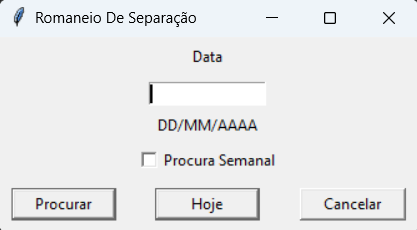 Romaneio De Separação
Data
DD/MM/AAAA
Procura Semanal
Procurar Hoje Cancelar